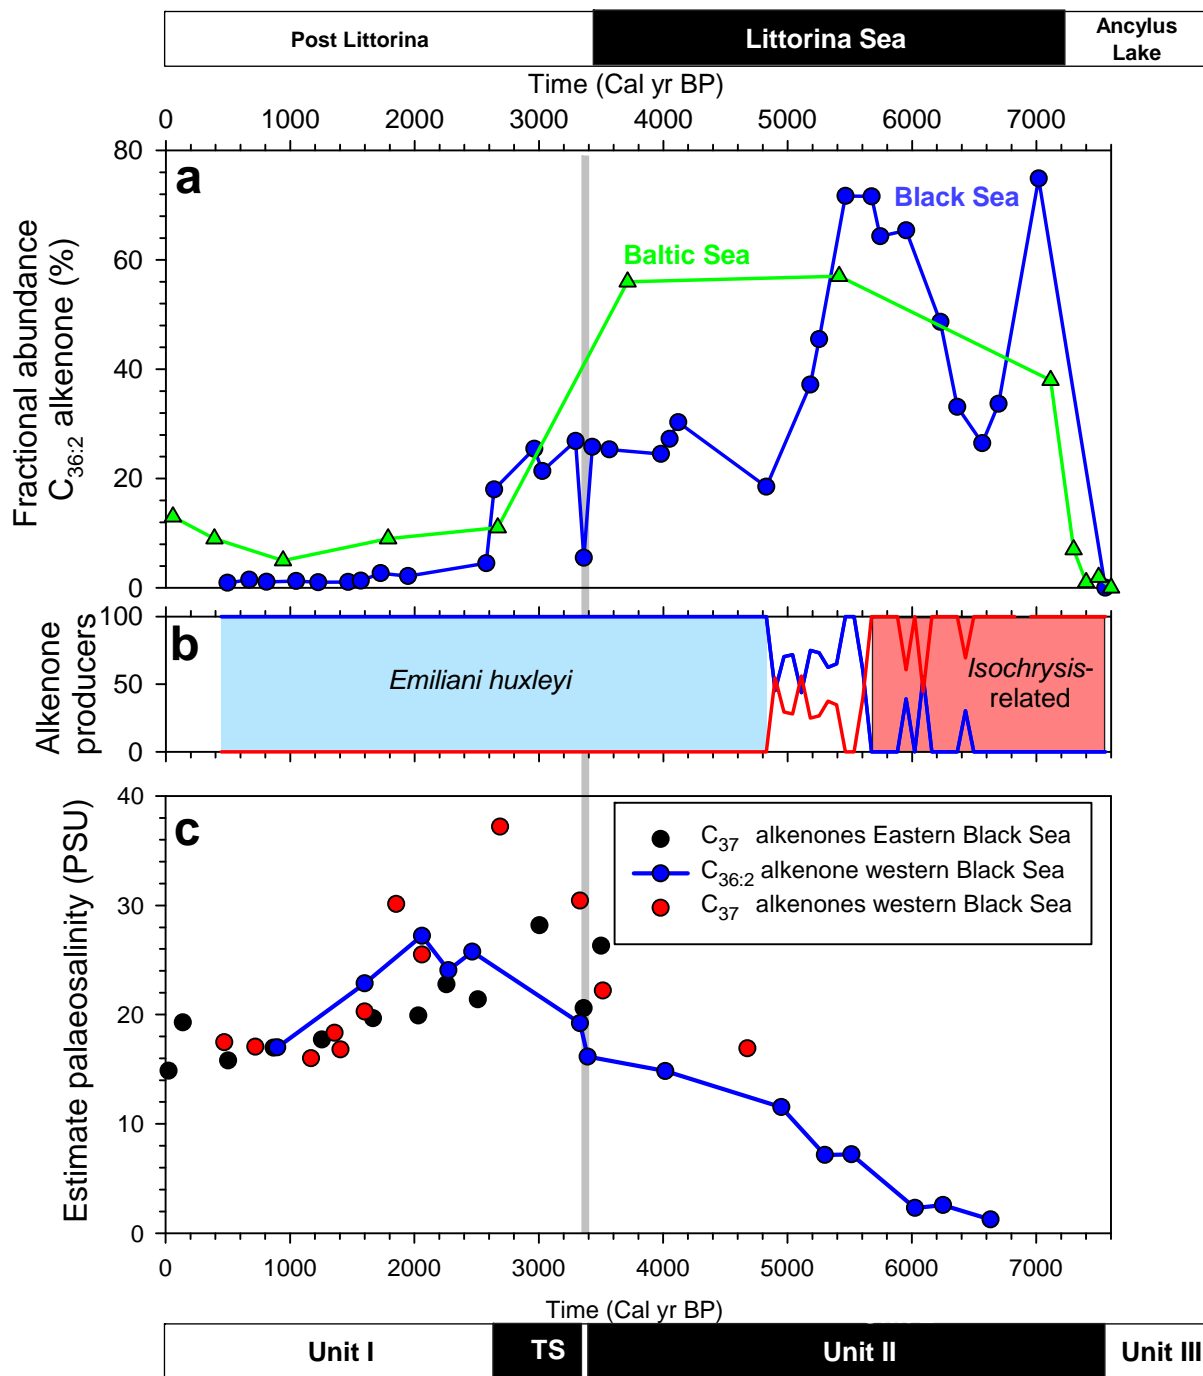 Post Littorina
Littorina Sea
Ancylus
Lake
Time (Cal yr BP)
0 1000 2000 3000 4000 5000 6000 7000
a
Black Sea
Baltic Sea
Fractional abundance
C36:2 alkenone (%)
80
60
40
20
0
b
Alkenone
producers
100
50
0
Emiliani huxleyi
Isochrysis-
related
c
Estimate palaeosalinity (PSU)
40
30
20
10
0
C37 alkenones Eastern Black Sea
C36:2 alkenone western Black Sea
C37 alkenones western Black Sea
0 1000 2000 3000 4000 5000 6000 7000
Time (Cal yr BP)
Unit I
TS
Unit II
Unit III